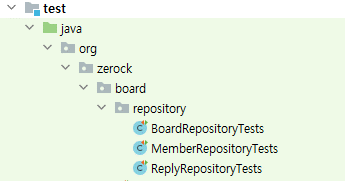 test
java
org
zerock
board
repository
BoardRepositoryTests
MemberRepositoryTests
ReplyRepositoryTests